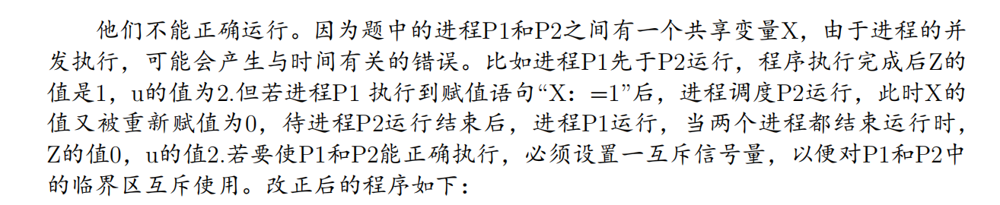 他们不能正确运行。因为题中的进程P1和P2之间有一个共享变量X，由于进程的并
发执行，可能会产生与时间有关的错误。比如进程P1先于P2运行，程序执行完成后Z的
值是1，u的值为2.但若进程P1 执行到赋值语句“X：=1”后，进程调度P2运行，此时X的
值又被重新赋值为0，待进程P2运行结束后，进程P1运行，当两个进程都结束运行时，
Z的值0，u的值2.若要使P1和P2能正确执行，必须设置一互斥信号量，以便对P1和P2中
的临界区互斥使用。改正后的程序如下：